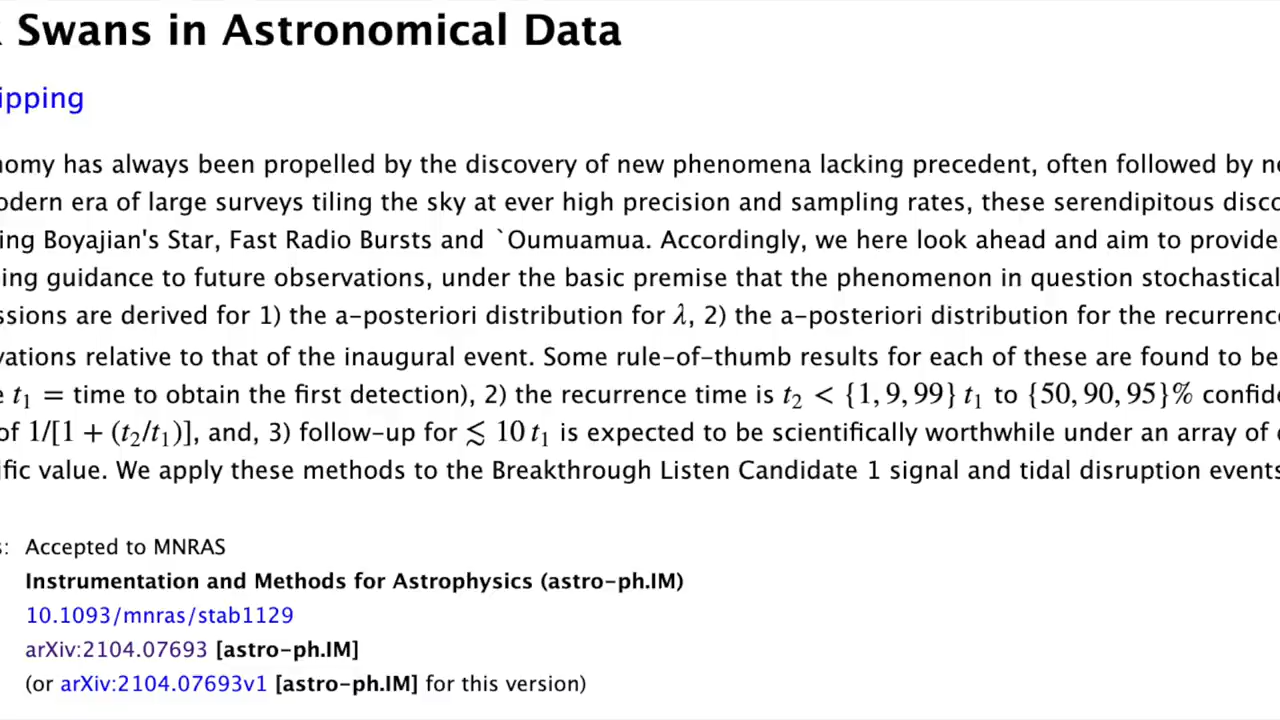 Swans in Astronomical Data
ipping
nomy has always been propelled by the discovery of new phenomena lacking precedent, often followed by ne
odern era of large surveys tiling the sky at ever high precision and sampling rates, these serendipitous disco
ing Boyajian's Star, Fast Radio Bursts and `Oumuamua. Accordingly, we here look ahead and aim to provide
ing guidance to future observations, under the basic premise that the phenomenon in question stochastical
ssions are derived for 1) the a-posteriori distribution for λ, 2) the a-posteriori distribution for the recurrenc
vations relative to that of the inaugural event. Some rule-of-thumb results for each of these are found to be
e t₁ = time to obtain the first detection), 2) the recurrence time is t₂ < {1, 9, 99} t₁ to {50, 90, 95}% confid
of 1/[1 + (t₂/t₁)], and, 3) follow-up for ≲ 10 t₁ is expected to be scientifically worthwhile under an array of
ific value. We apply these methods to the Breakthrough Listen Candidate 1 signal and tidal disruption events
s: Accepted to MNRAS
Instrumentation and Methods for Astrophysics (astro-ph.IM)
10.1093/mnras/stab1129
arXiv:2104.07693 [astro-ph.IM]
(or arXiv:2104.07693v1 [astro-ph.IM] for this version)